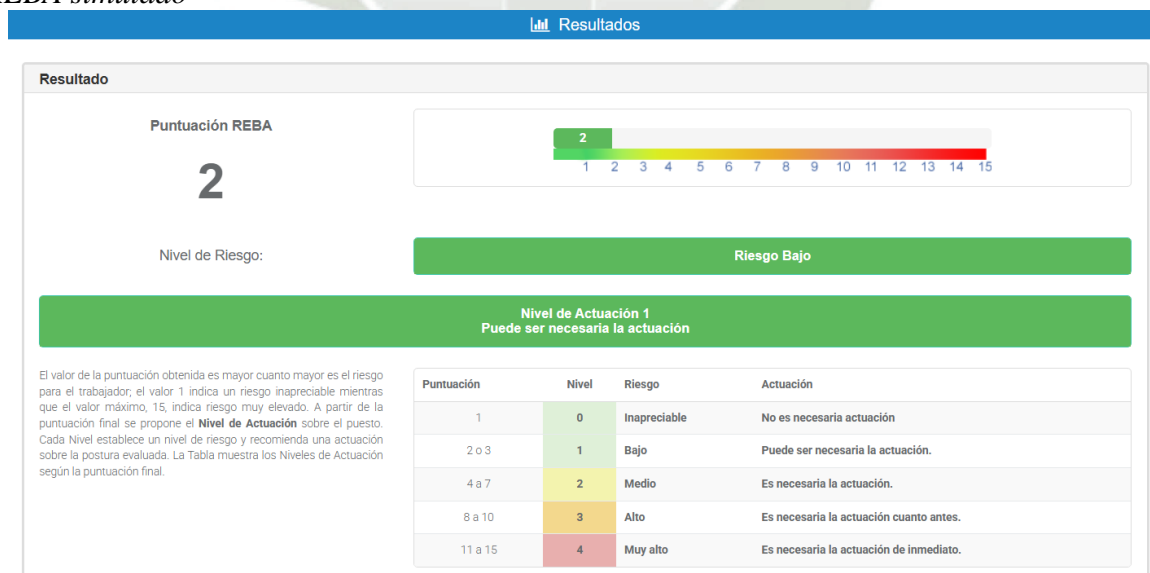 REBA simulado
Resultados
Resultado
Puntuación REBA
2
2
1 2 3 4 5 6 7 8 9 10 11 12 13 14 15
Nivel de Riesgo:
Riesgo Bajo
Nivel de Actuación 1
Puede ser necesaria la actuación
El valor de la puntuación obtenida es mayor cuanto mayor es el riesgo
para el trabajador; el valor 1 indica un riesgo inapreciable mientras
que el valor máximo, 15, indica riesgo muy elevado. A partir de la
puntuación final se propone el Nivel de Actuación sobre el puesto.
Cada Nivel establece un nivel de riesgo y recomienda una actuación
sobre la postura evaluada. La Tabla muestra los Niveles de Actuación
según la puntuación final.
Puntuación Nivel Riesgo Actuación
1 0 Inapreciable No es necesaria actuación
2 o 3 1 Bajo Puede ser necesaria la actuación.
4 a 7 2 Medio Es necesaria la actuación.
8 a 10 3 Alto Es necesaria la actuación cuanto antes.
11 a 15 4 Muy alto Es necesaria la actuación de inmediato.